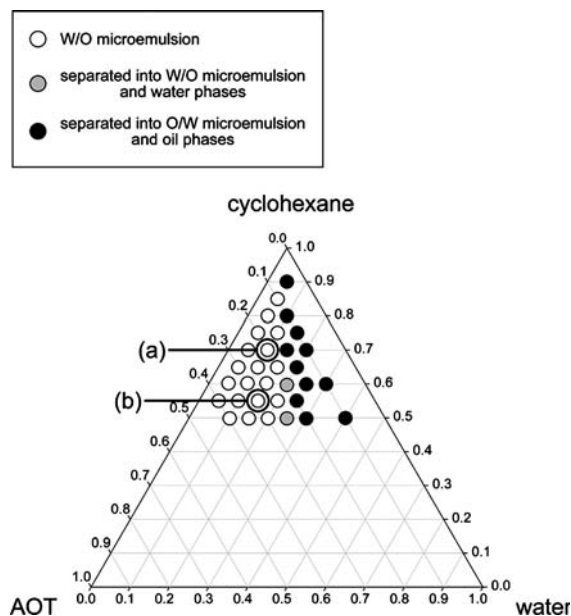 W/O microemulsion
separated into W/O microemulsion
and water phases
separated into O/W microemulsion
and oil phases
cyclohexane
0.0 1.0
0.1 0.9
0.2 0.8
0.3 0.7
(a)
0.4 0.6
(b)
0.5 0.5
0.6 0.4
0.7 0.3
0.8 0.2
0.9 0.1
1.0 0.0
0.0 0.1 0.2 0.3 0.4 0.5 0.6 0.7 0.8 0.9 1.0
AOT water